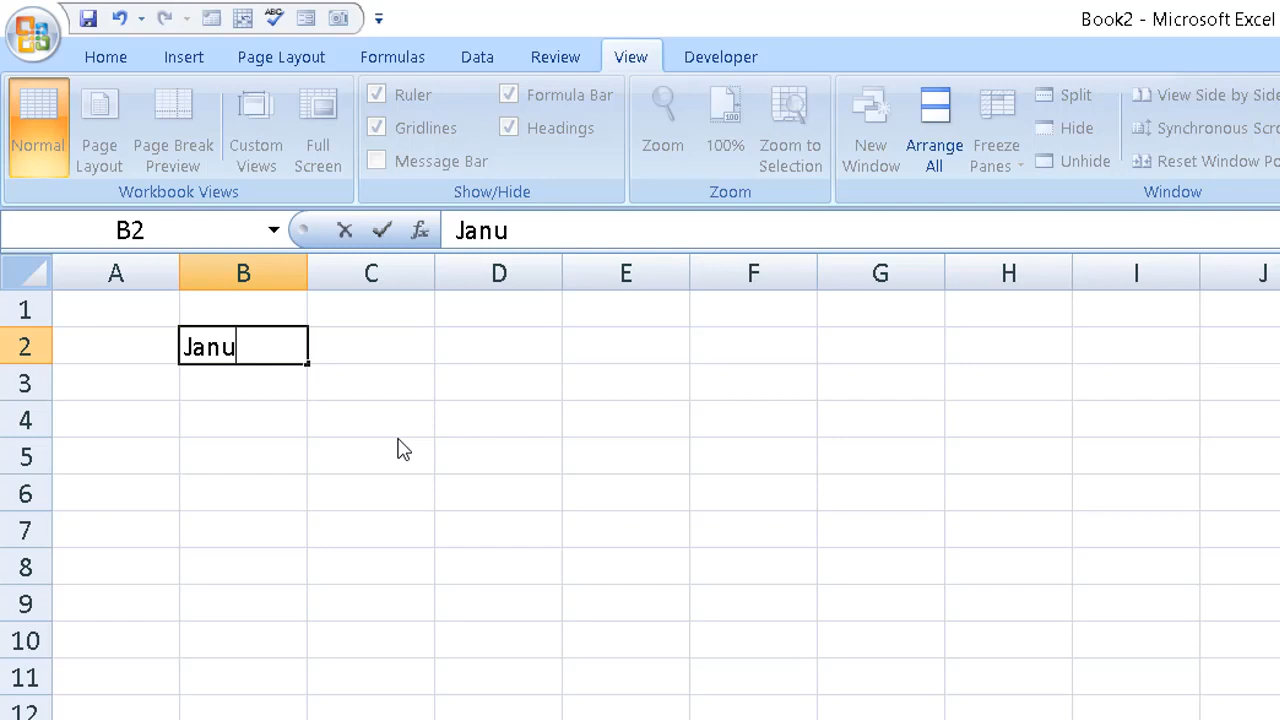 Book2 - Microsoft Excel
Home Insert Page Layout Formulas Data Review View Developer
Normal
Page Layout
Page Break Preview
Custom Views
Full Screen
Workbook Views
Ruler
Gridlines
Message Bar
Formula Bar
Headings
Show/Hide
Zoom
100%
Zoom to Selection
Zoom
New Window
Arrange All
Freeze Panes
Split
Hide
Unhide
View Side by Side
Synchronous Scro
Reset Window Po
Window
B2 fx Janu
A B C D E F G H I J
1
2 Janu
3
4
5
6
7
8
9
10
11
12